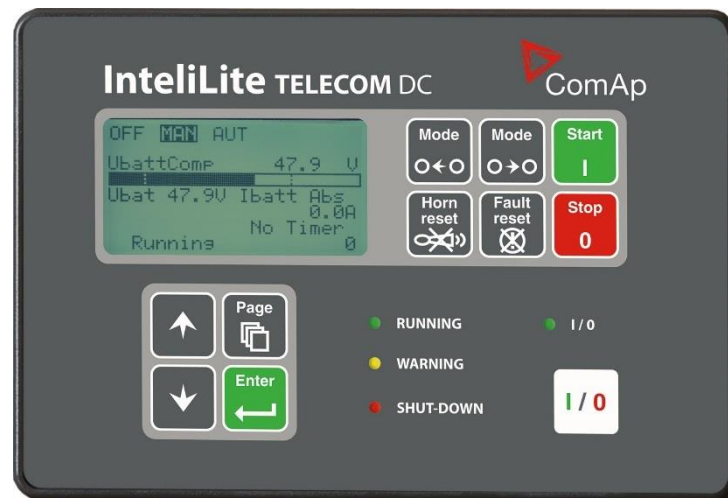 InteliLite TELECOM DC
ComAp
OFF MAN AUT
UbattComp 47.9 V
Ubat 47.9V Ibatt Abs
0.0A
No Timer
Running 0
Mode
Mode
Start
I
Horn
reset
Fault
reset
Stop
0
Page
Enter
RUNNING
I / 0
WARNING
SHUT-DOWN
I / 0